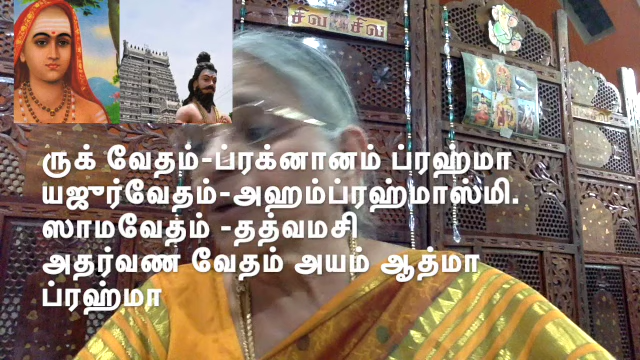 சிவ சிவ
ருக் வேதம்-ப்ரக்னானம் ப்ரஹ்மா
யஜுர்வேதம்-அஹம்ப்ரஹ்மாஸ்மி.
ஸாமவேதம் -தத்வமசி
அதர்வண வேதம் அயம் ஆத்மா
ப்ரஹ்மா